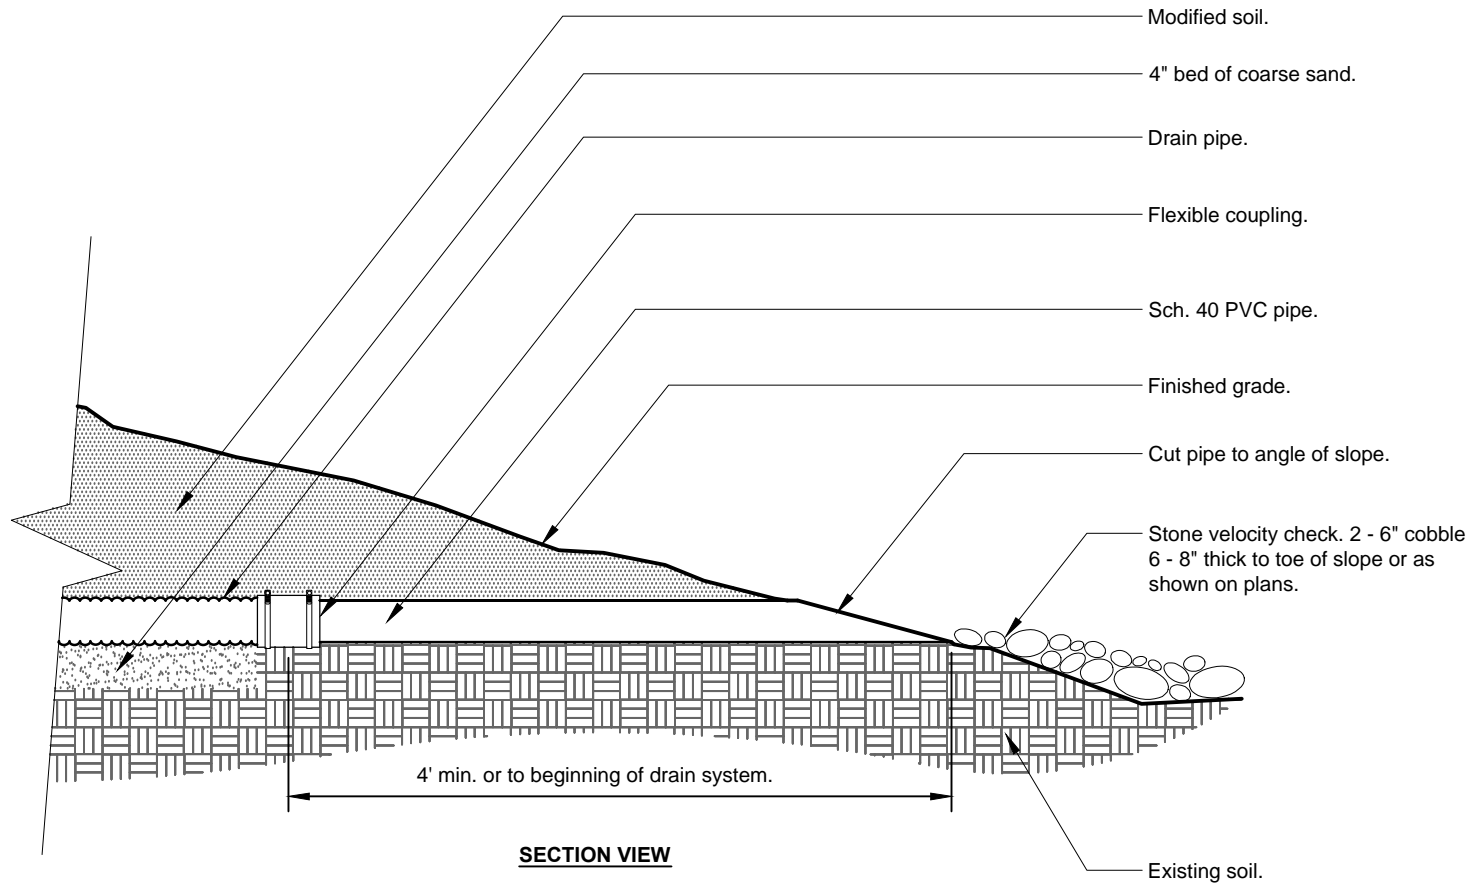 Modified soil.
4" bed of coarse sand.
Drain pipe.
Flexible coupling.
Sch. 40 PVC pipe.
Finished grade.
Cut pipe to angle of slope.
Stone velocity check. 2 - 6" cobble
6 - 8" thick to toe of slope or as
shown on plans.
4' min. or to beginning of drain system.
SECTION VIEW
Existing soil.